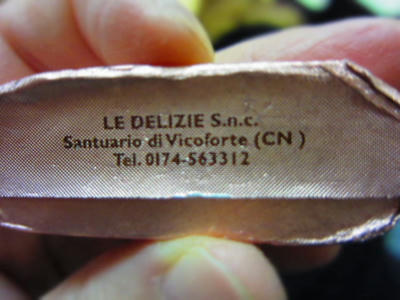 LE DELIZIE S.n.c.
Santuario di Vicoforte (CN )
Tel. 0174-563312